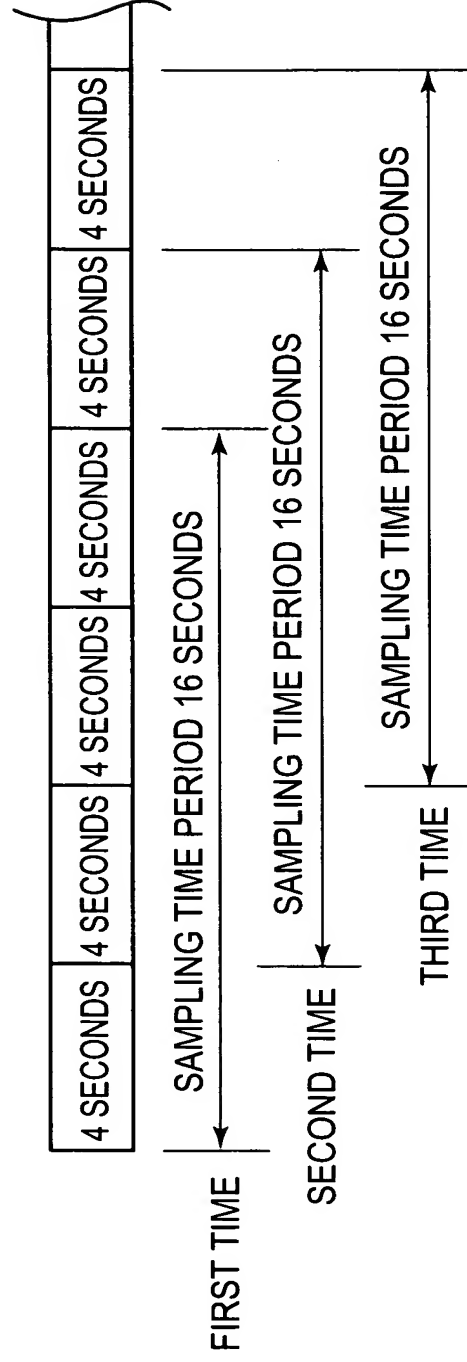 4 SECONDS 4 SECONDS 4 SECONDS 4 SECONDS 4 SECONDS 4 SECONDS
FIRST TIME
SAMPLING TIME PERIOD 16 SECONDS
SECOND TIME
SAMPLING TIME PERIOD 16 SECONDS
THIRD TIME
SAMPLING TIME PERIOD 16 SECONDS